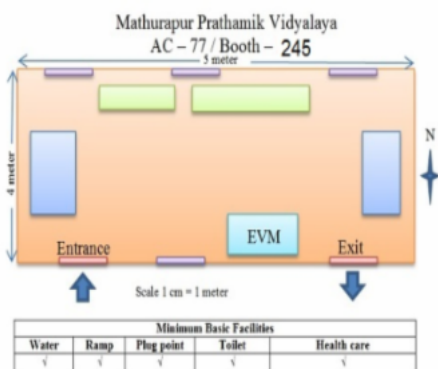 Mathurapur Prathamik Vidyalaya
AC – 77 / Booth – 245
5 meter
4 meter
N
EVM
Entrance
Exit
Scale 1 cm = 1 meter
Minimum Basic Facilities
Water Ramp Plug point Toilet Health care
√ √ √ √ √